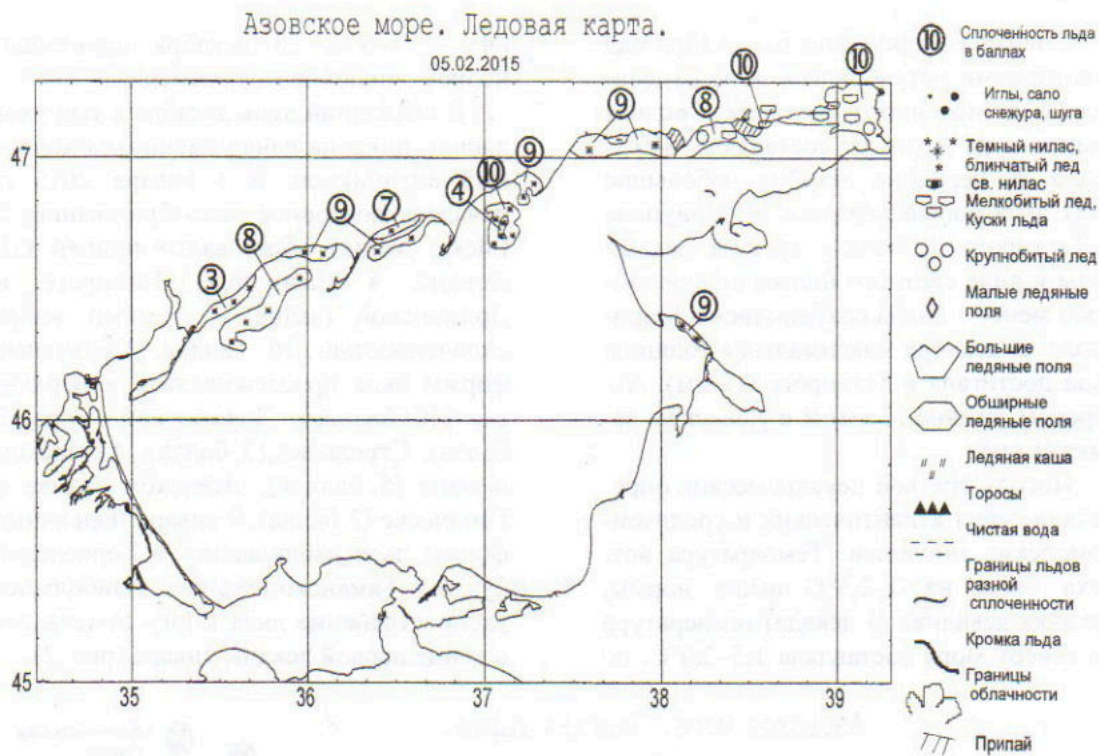 Азовское море. Ледовая карта.
05.02.2015
10
10
9
8
9
10
4
7
9
8
3
9
47
46
45
35
36
37
38
39
10 Сплоченность льда
в баллах
Иглы, сало
снежура, шуга
Темный нилас,
блинчатый лед
св. нилас
Мелкобитый лед,
Куски льда
Крупнобитый лед
Малые ледяные
поля
Большие
ледяные поля
Обширные
ледяные поля
Ледяная каша
Торосы
Чистая вода
Границы льдов
разной
сплоченности
Кромка льда
Границы
облачности
Припай